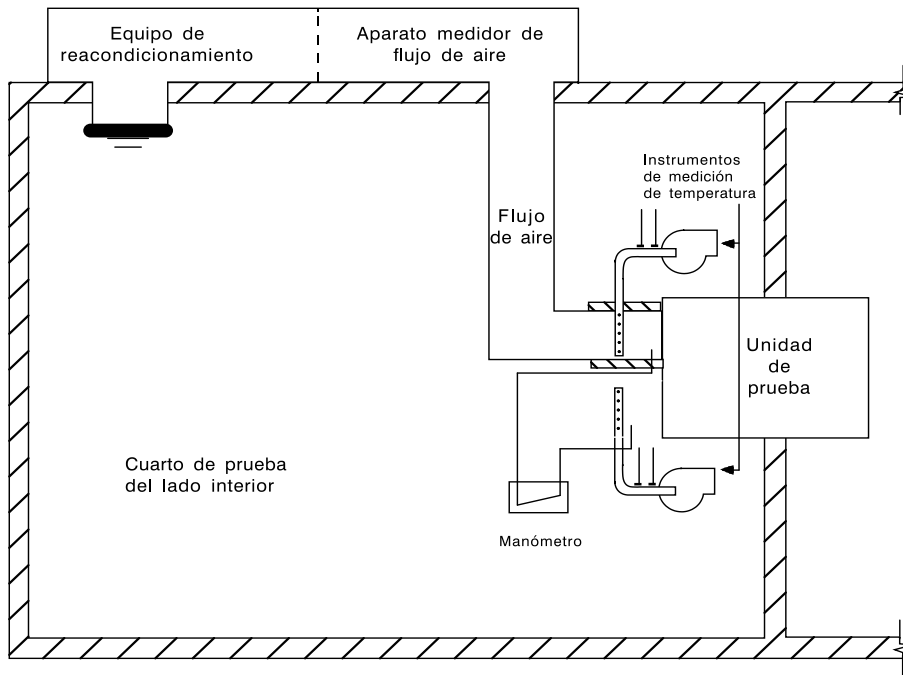 Equipo de
reacondicionamiento
Aparato medidor de
flujo de aire
Instrumentos
de medición
de temperatura
Flujo
de aire
Unidad
de
prueba
Cuarto de prueba
del lado interior
Manómetro